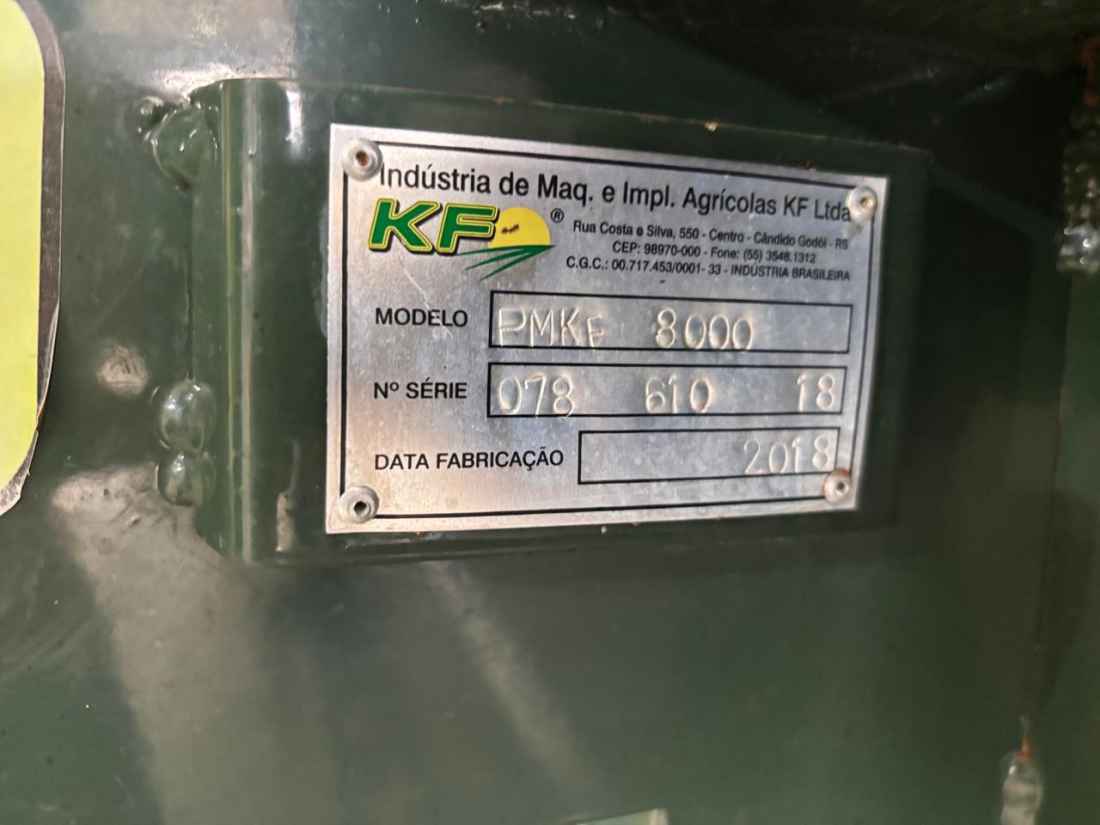 Indústria de Maq. e Impl. Agrícolas KF Ltda
KF ®
Rua Costa e Silva, 550 - Centro - Cândido Godói - RS
CEP: 98970-000 - Fone: (55) 3548.1312
C.G.C.: 00.717.453/0001- 33 - INDÚSTRIA BRASILEIRA
MODELO PMKF 8000
Nº SÉRIE 078 610 18
DATA FABRICAÇÃO 2018